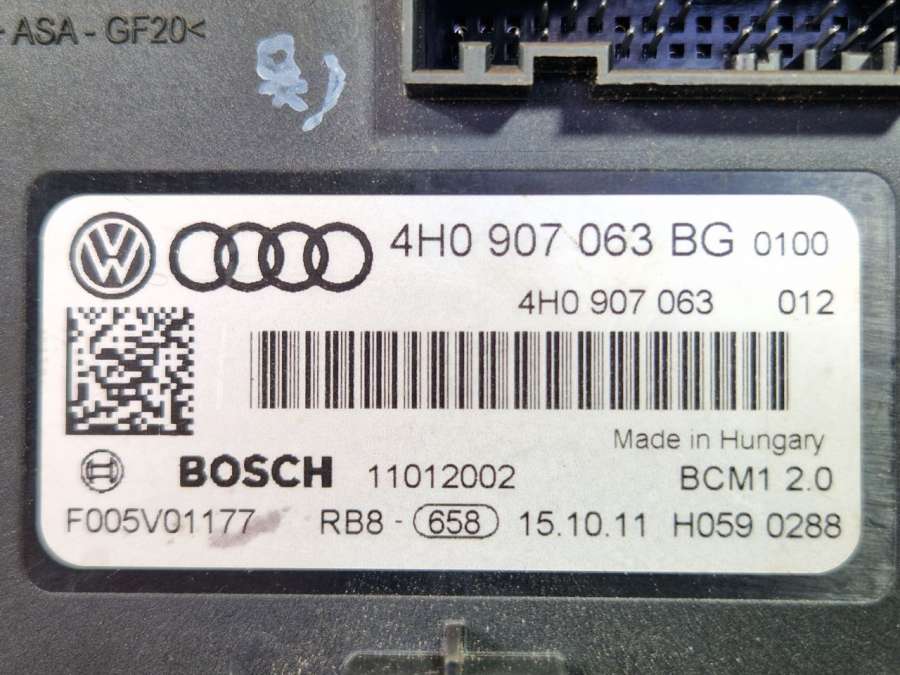 ASA - GF20<
4H0 907 063 BG 0100
4H0 907 063 012
Made in Hungary
BOSCH 11012002 BCM1 2.0
F005V01177 RB8 - 658 15.10.11 H059 0288